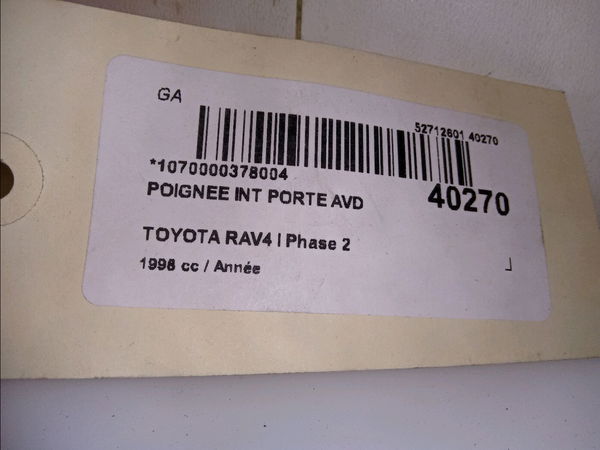 GA
52712601 40270
*1070000378004
POIGNEE INT PORTE AVD
40270
TOYOTA RAV4 I Phase 2
1998 cc / Année